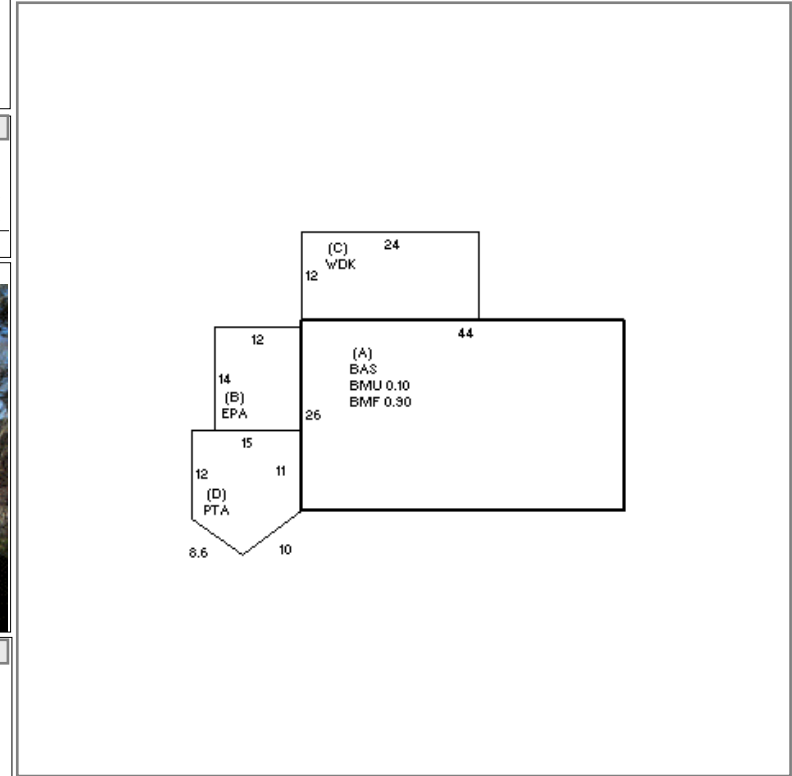 (C)
WDK
24
12
44
12
(A)
BAS
BMU 0.10
BMF 0.90
14
(B)
EPA
26
15
12
11
(D)
PTA
8.6
10